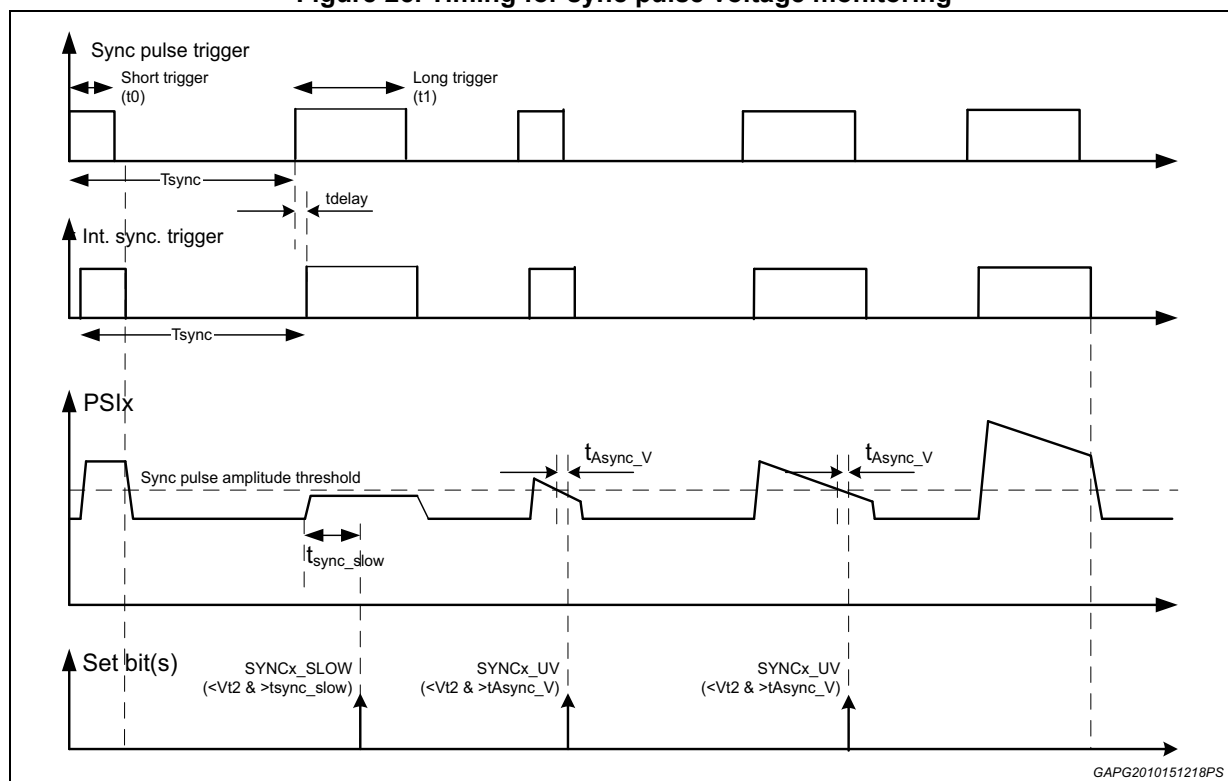 Figure 26. Timing for sync pulse voltage monitoring
Sync pulse trigger
Short trigger
(t0)
Long trigger
(t1)
Tsync
tdelay
Int. sync. trigger
Tsync
PSIx
Sync pulse amplitude threshold
tAsync_V
tAsync_V
tsync_slow
Set bit(s)
SYNCx_SLOW
(<Vt2 & >tsync_slow)
SYNCx_UV
(<Vt2 & >tAsync_V)
SYNCx_UV
(<Vt2 & >tAsync_V)
GAPG2010151218PS